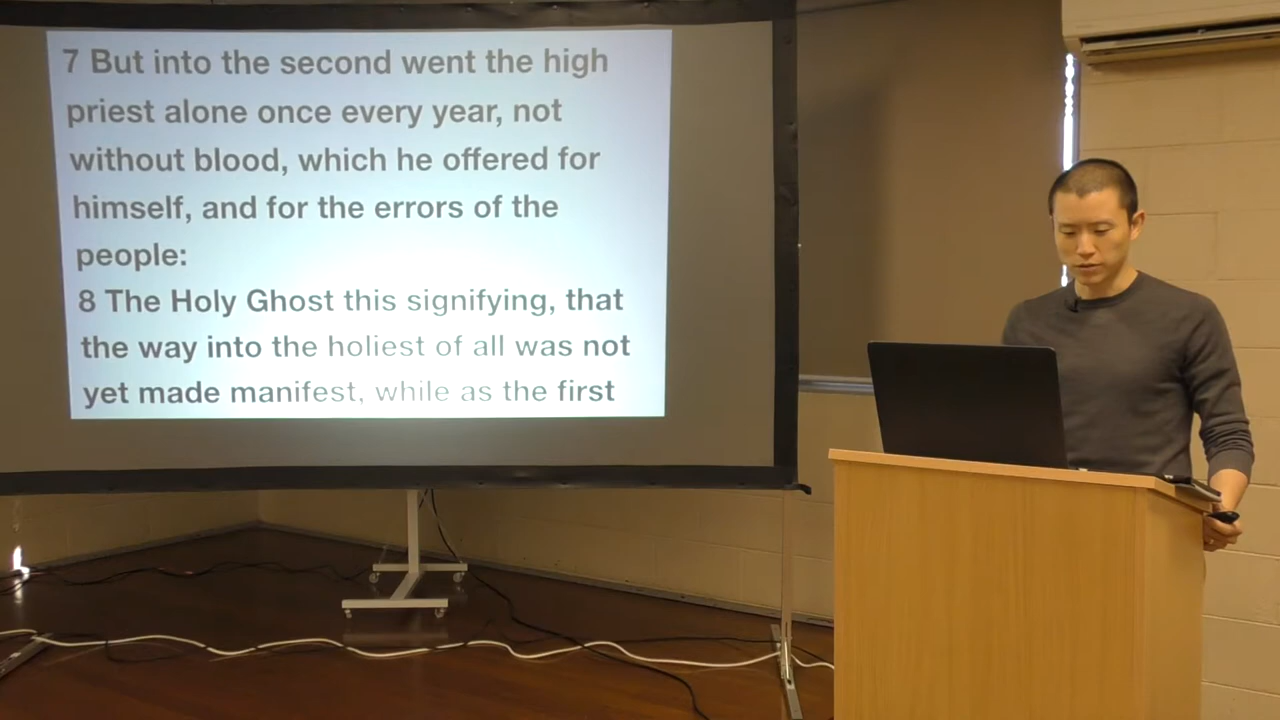 7 But into the second went the high
priest alone once every year, not
without blood, which he offered for
himself, and for the errors of the
people:
8 The Holy Ghost this signifying, that
the way into the holiest of all was not
yet made manifest, while as the first